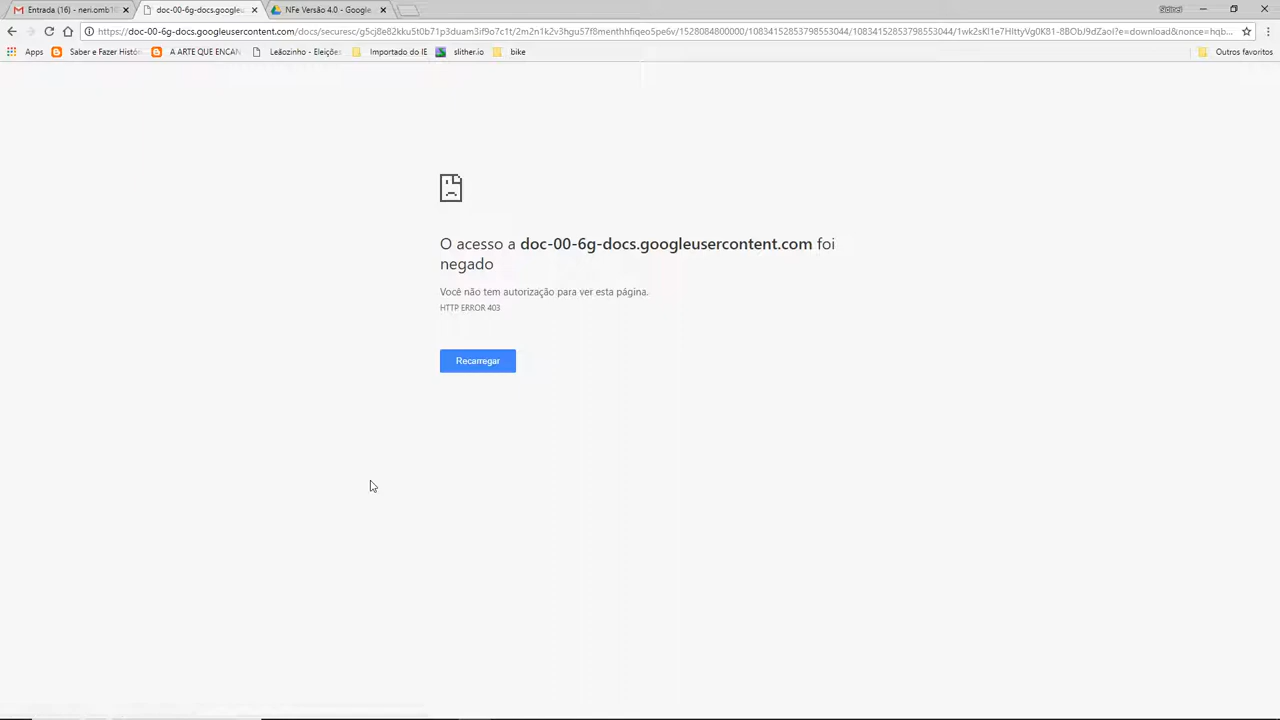 Entrada (16) - neri.omb1
doc-00-6g-docs.google
NFe Versão 4.0 - Google
Sidnei
https://doc-00-6g-docs.googleusercontent.com/docs/securesc/
Apps
Saber e Fazer Histó
A ARTE QUE ENCAN
Leãozinho - Eleiçõe
Importado do IE
slither.io
bike
Outros favoritos
O acesso a doc-00-6g-docs.googleusercontent.com foi
negado
Você não tem autorização para ver esta página.
HTTP ERROR 403
Recarregar